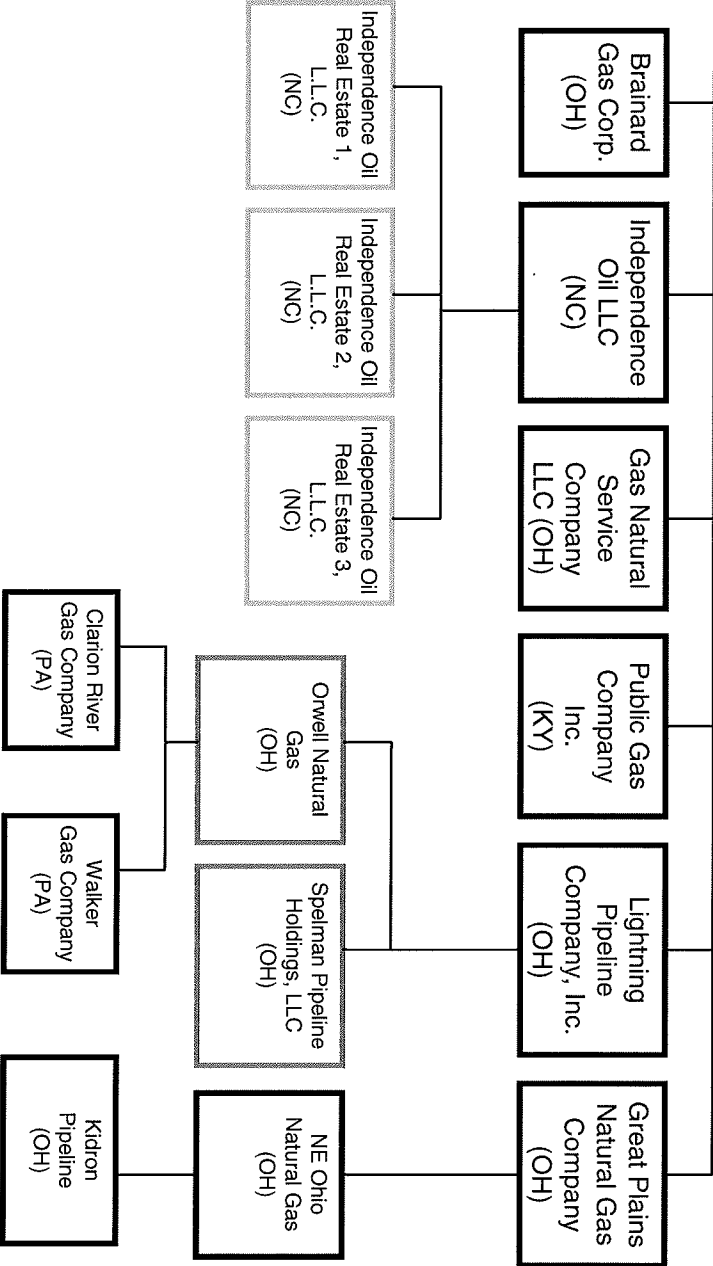 Brainard
Gas Corp.
(OH)
Independence
Oil LLC
(NC)
Gas Natural
Service
Company
LLC (OH)
Public Gas
Company
Inc.
(KY)
Lightning
Pipeline
Company, Inc.
(OH)
Great Plains
Natural Gas
Company
(OH)
Independence Oil
Real Estate 1,
L.L.C.
(NC)
Independence Oil
Real Estate 2,
L.L.C.
(NC)
Independence Oil
Real Estate 3,
L.L.C.
(NC)
Orwell Natural
Gas
(OH)
Spelman Pipeline
Holdings, LLC
(OH)
NE Ohio
Natural Gas
(OH)
Clarion River
Gas Company
(PA)
Walker
Gas Company
(PA)
Kidron
Pipeline
(OH)